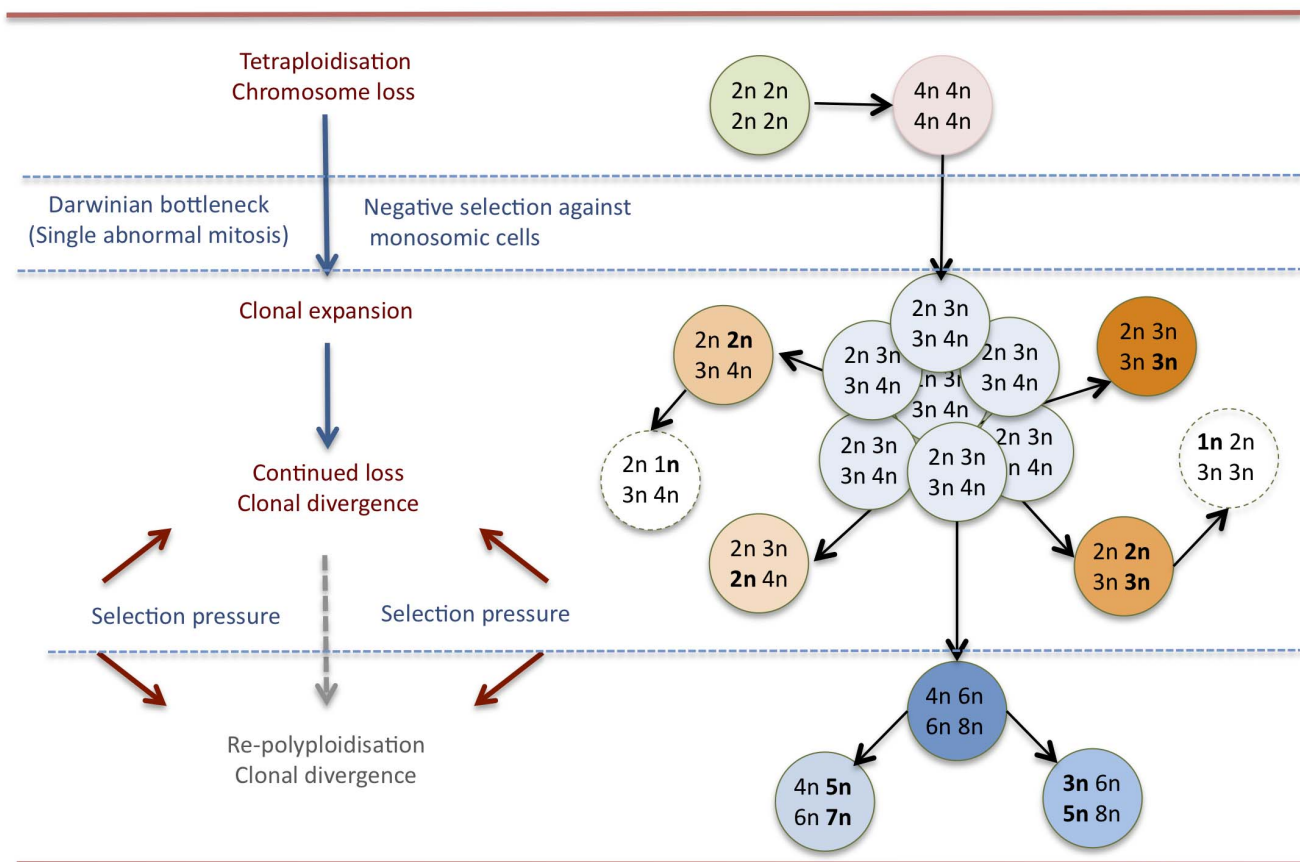 Tetraploidisation
Chromosome loss
2n 2n
2n 2n
4n 4n
4n 4n
Darwinian bottleneck
(Single abnormal mitosis)
Negative selection against
monosomic cells
Clonal expansion
2n 3n
3n 4n
2n 2n
3n 4n
2n 3n
3n 4n
2n 3n
3n 4n
3n 4n
2n 3n
3n 3n
2n 1n
3n 4n
2n 3n
3n 4n
2n 3n
3n 4n
2n 3n
4n
1n 2n
3n 3n
Continued loss
Clonal divergence
2n 3n
2n 4n
2n 2n
3n 3n
Selection pressure
Selection pressure
4n 6n
6n 8n
Re-polyploidisation
Clonal divergence
4n 5n
6n 7n
3n 6n
5n 8n